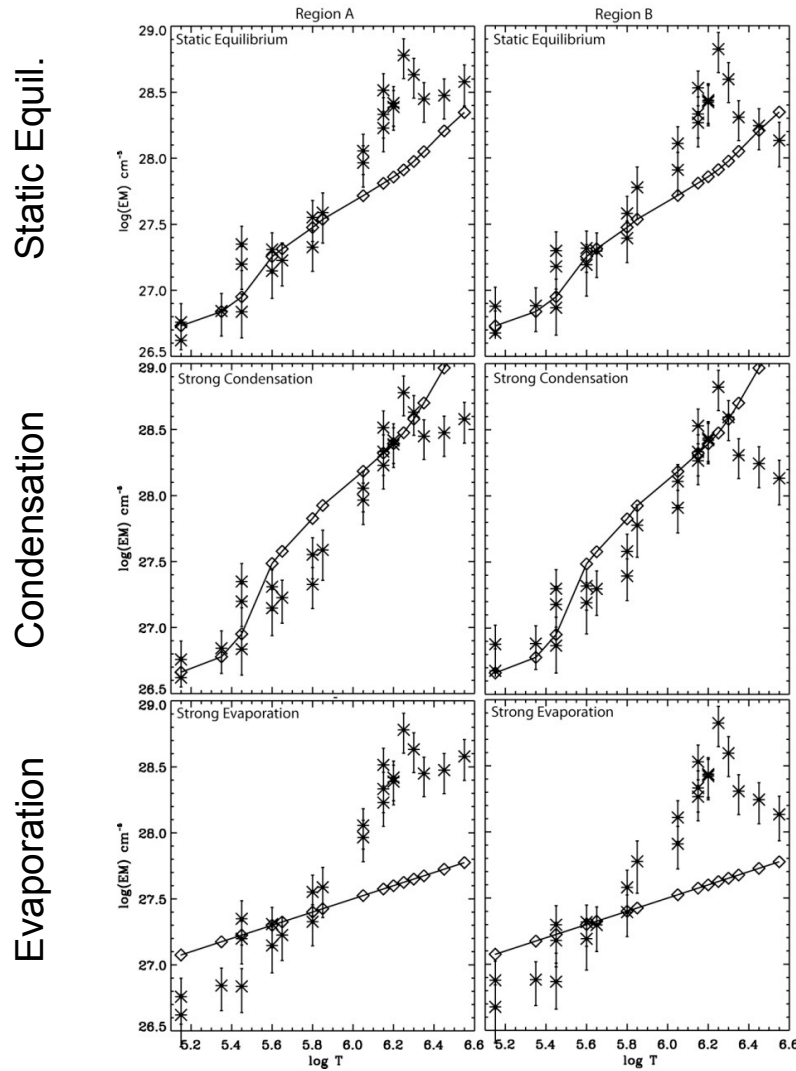 Region A
Region B
Static Equil.
Static Equilibrium
Static Equilibrium
29.0
28.5
28.0
27.5
27.0
26.5
log(EM) cm⁻⁵
Condensation
Strong Condensation
Strong Condensation
29.0
28.5
28.0
27.5
27.0
26.5
log(EM) cm⁻⁵
Evaporation
Strong Evaporation
Strong Evaporation
29.0
28.5
28.0
27.5
27.0
26.5
log(EM) cm⁻⁵
5.2 5.4 5.6 5.8 6.0 6.2 6.4 6.6
5.2 5.4 5.6 5.8 6.0 6.2 6.4 6.6
log T
log T